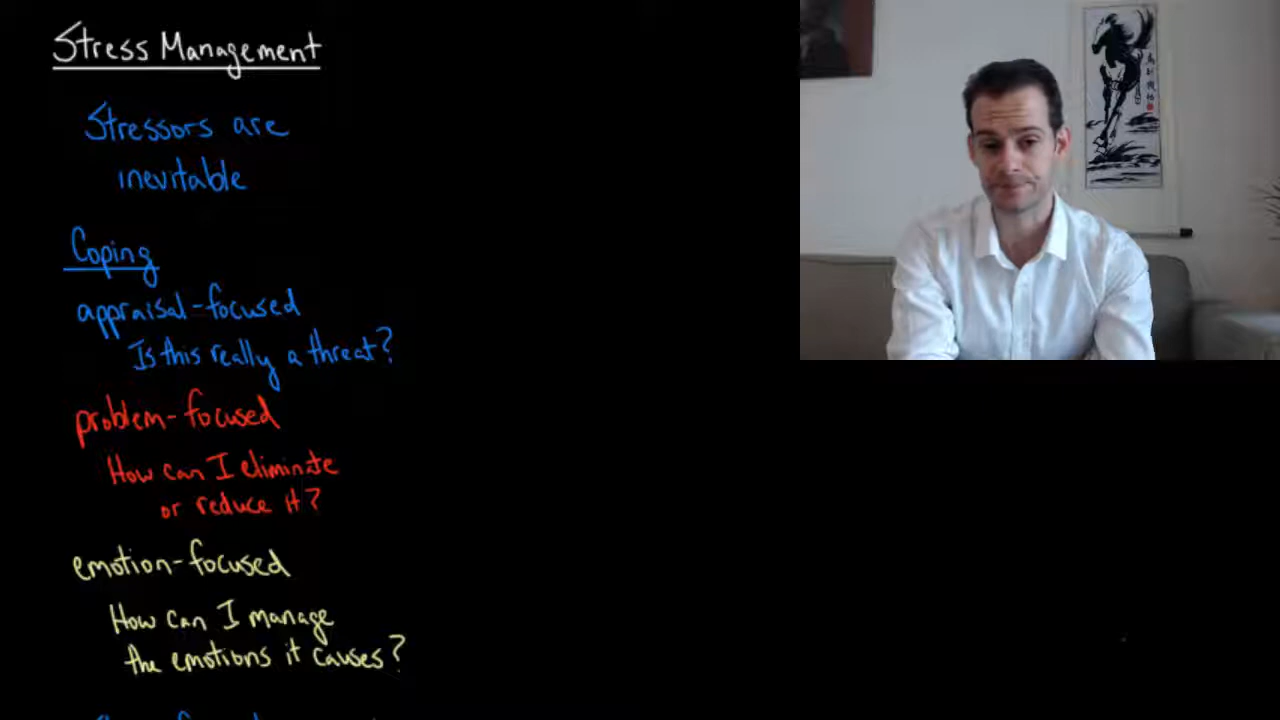 Stress Management
Stressors are
inevitable
Coping
appraisal-focused
Is this really a threat?
problem-focused
How can I eliminate
or reduce it?
emotion-focused
How can I manage
the emotions it causes?